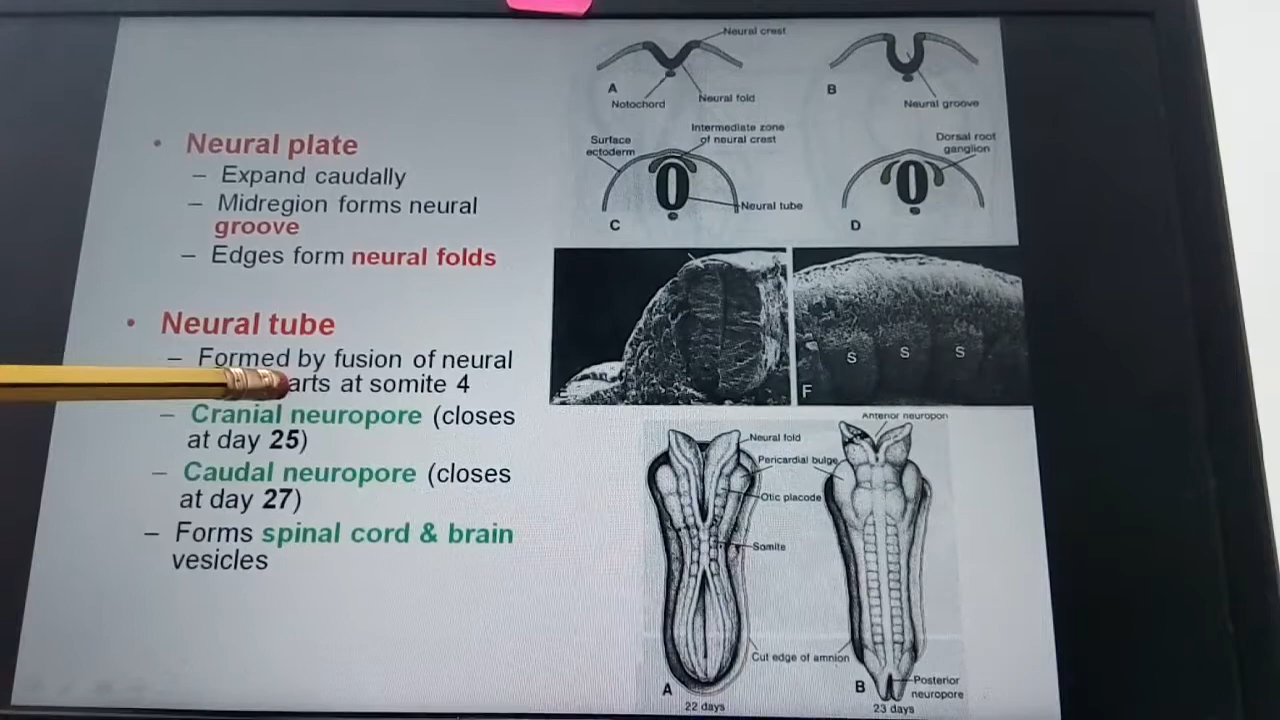 • Neural plate
– Expand caudally
– Midregion forms neural
groove
– Edges form neural folds
• Neural tube
– Formed by fusion of neural
arts at somite 4
– Cranial neuropore (closes
at day 25)
– Caudal neuropore (closes
at day 27)
– Forms spinal cord & brain
vesicles
Neural crest
A
Notochord
Neural fold
B
Neural groove
Surface
ectoderm
Intermediate zone
of neural crest
Neural tube
C
Dorsal root
ganglion
D
S S S
F
Neural fold
Pericardial bulge
Otic placode
Somite
Cut edge of amnion
A
22 days
Anterior neuropon
B
Posterior
neuropore
23 days